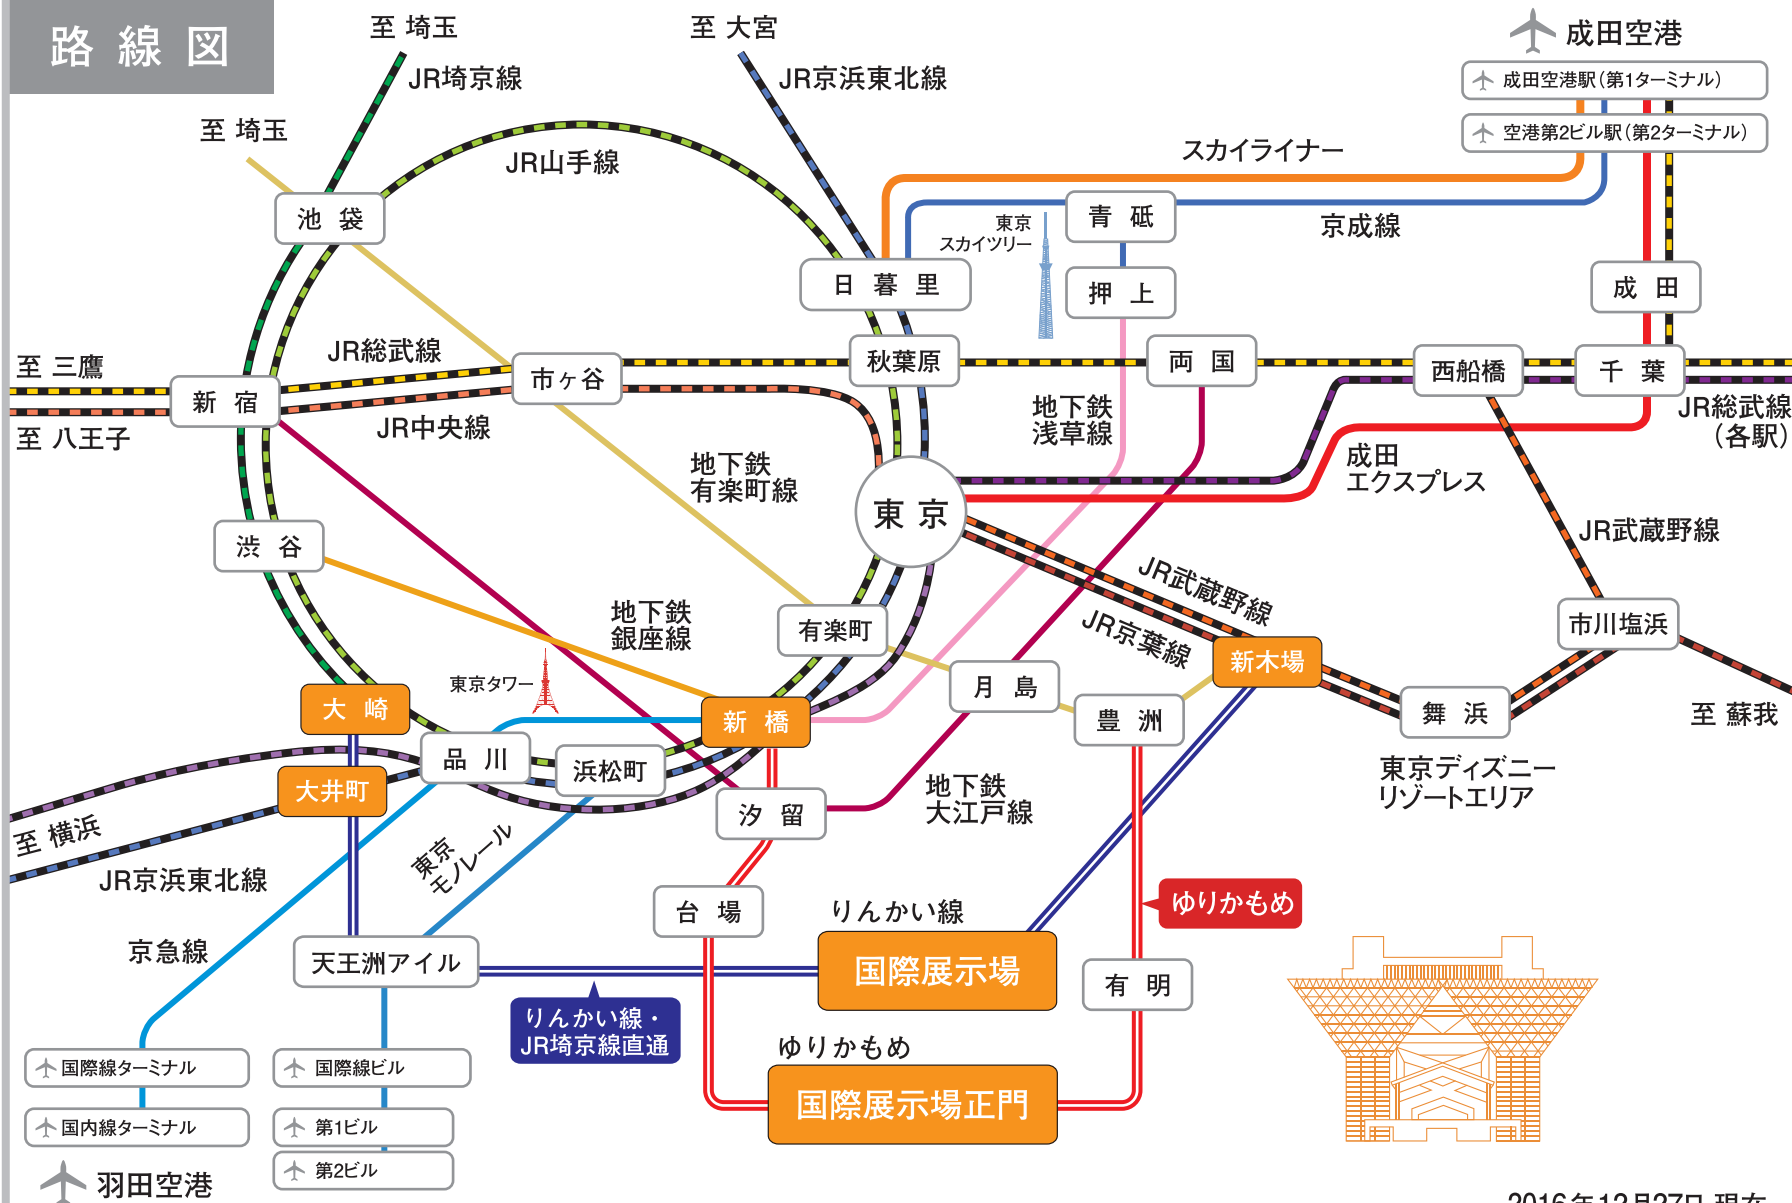 路線図
至 埼玉
JR埼京線
至 大宮
JR京浜東北線
成田空港
成田空港駅(第1ターミナル)
空港第2ビル駅(第2ターミナル)
至 埼玉
JR山手線
スカイライナー
池袋
東京
スカイツリー
青砥
京成線
日暮里
押上
成田
至 三鷹
JR総武線
市ヶ谷
秋葉原
両国
西船橋
千葉
新宿
至 八王子
JR中央線
地下鉄
浅草線
JR総武線
(各駅)
地下鉄
有楽町線
成田
エクスプレス
東京
渋谷
JR武蔵野線
JR武蔵野線
JR京葉線
地下鉄
銀座線
有楽町
市川塩浜
東京タワー
新木場
月島
大崎
新橋
豊洲
舞浜
至 蘇我
品川
浜松町
大井町
東京ディズニー
リゾートエリア
汐留
地下鉄
大江戸線
至 横浜
東京
モノレール
JR京浜東北線
ゆりかもめ
台場
りんかい線
京急線
天王洲アイル
国際展示場
有明
りんかい線・
JR埼京線直通
ゆりかもめ
国際線ターミナル
国際線ビル
国際展示場正門
国内線ターミナル
第1ビル
第2ビル
羽田空港
2016年12月27日 現在